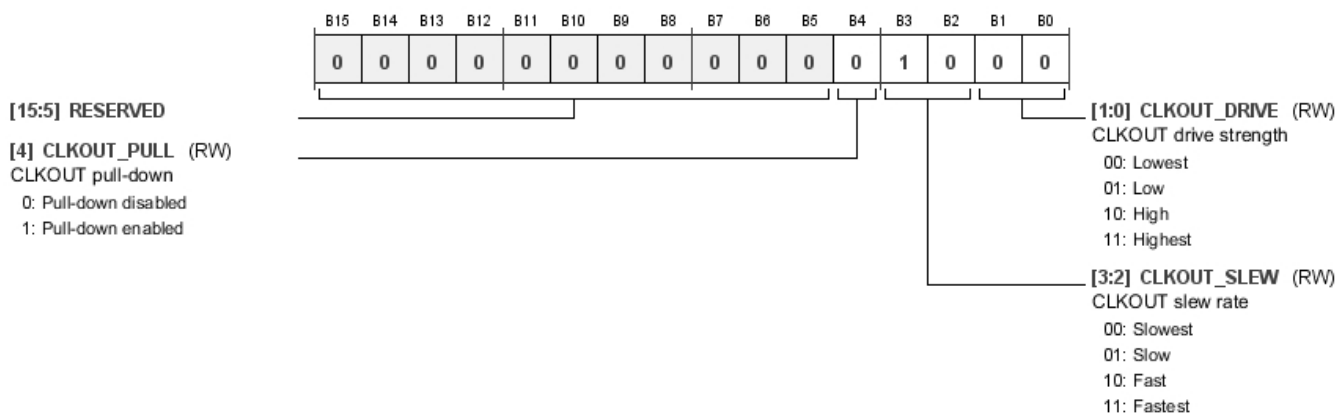 B15 B14 B13 B12 B11 B10 B9 B8 B7 B6 B5 B4 B3 B2 B1 B0
0 0 0 0 0 0 0 0 0 0 0 0 1 0 0 0
[15:5] RESERVED
[4] CLKOUT_PULL (RW)
CLKOUT pull-down
0: Pull-down disabled
1: Pull-down enabled
[1:0] CLKOUT_DRIVE (RW)
CLKOUT drive strength
00: Lowest
01: Low
10: High
11: Highest
[3:2] CLKOUT_SLEW (RW)
CLKOUT slew rate
00: Slowest
01: Slow
10: Fast
11: Fastest